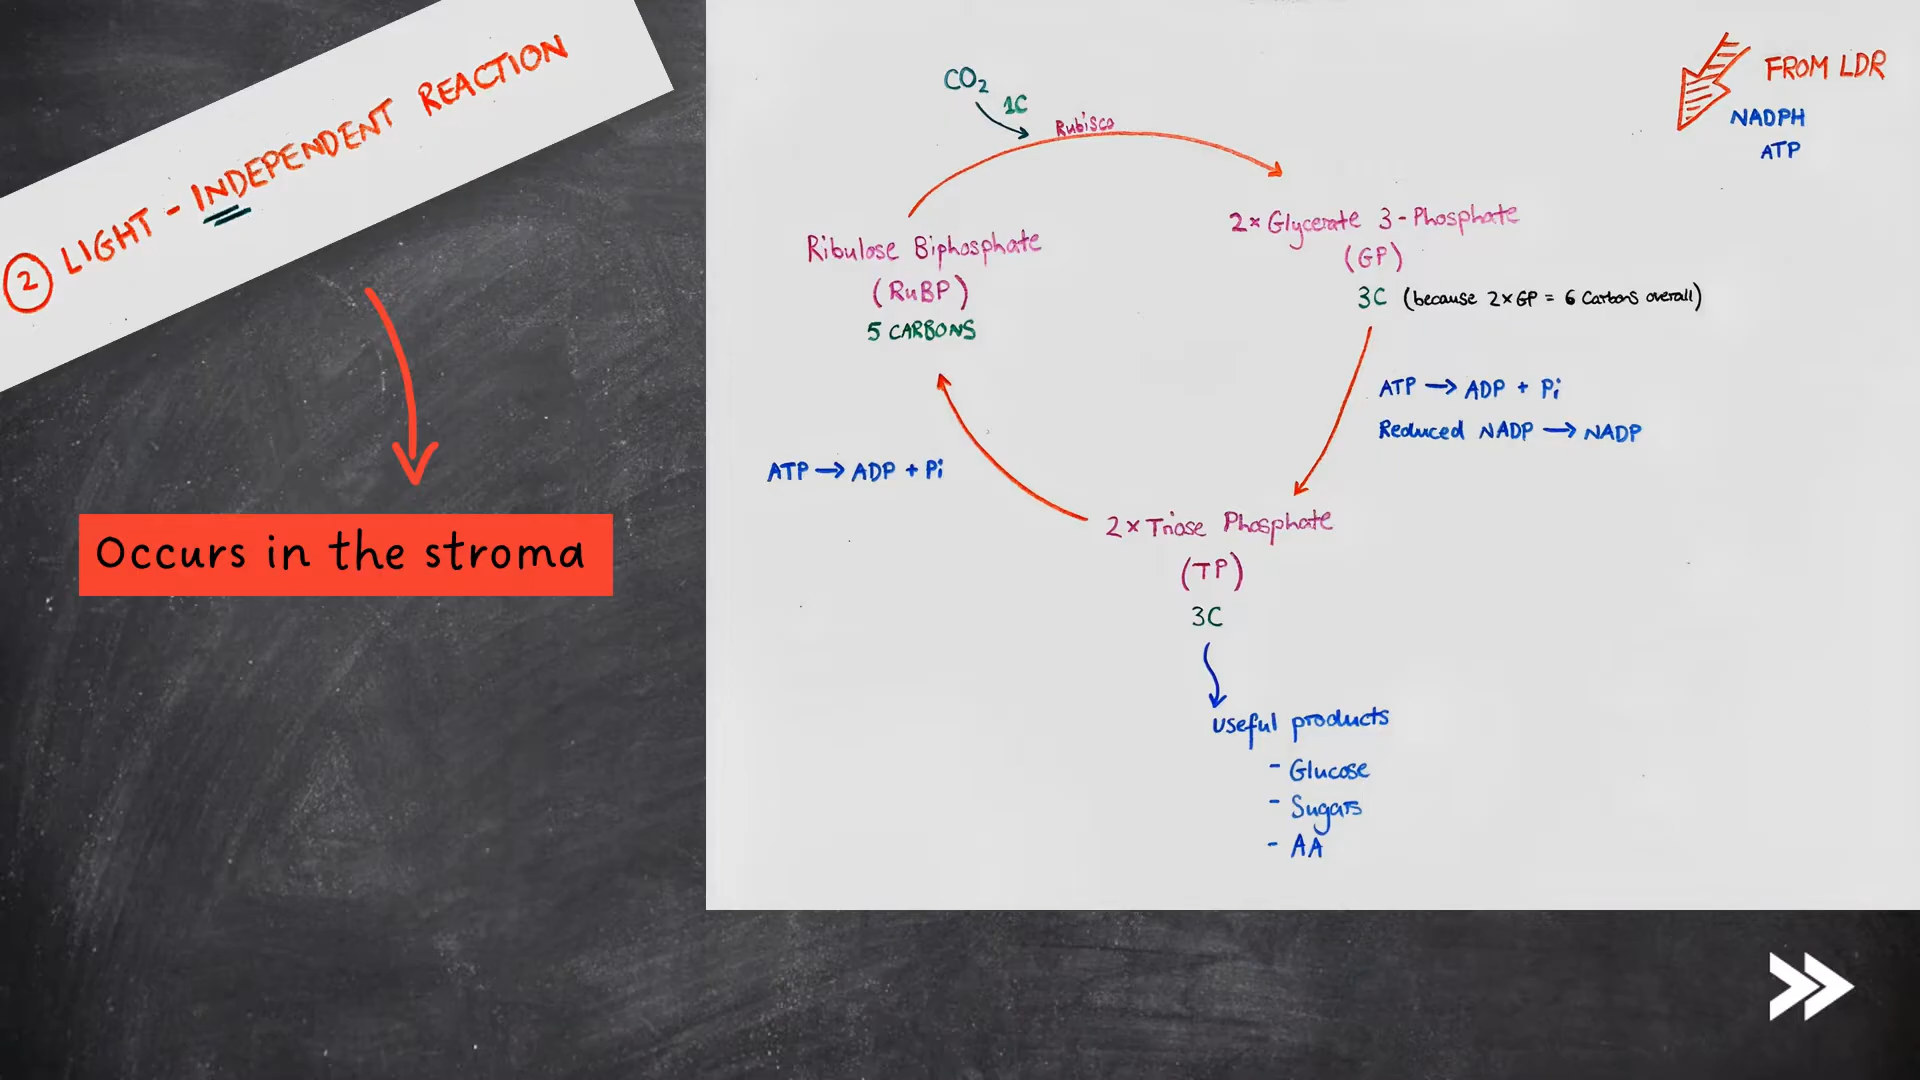 ② LIGHT - INDEPENDENT REACTION
Occurs in the stroma
CO₂
1C
Rubisco
FROM LDR
NADPH
ATP
Ribulose Biphosphate
(RuBP)
5 CARBONS
2× Glycerate 3-Phosphate
(GP)
3C (because 2×GP = 6 Carbons overall)
ATP → ADP + Pi
Reduced NADP → NADP
ATP → ADP + Pi
2× Triose Phosphate
(TP)
3C
useful products
- Glucose
- Sugars
- AA